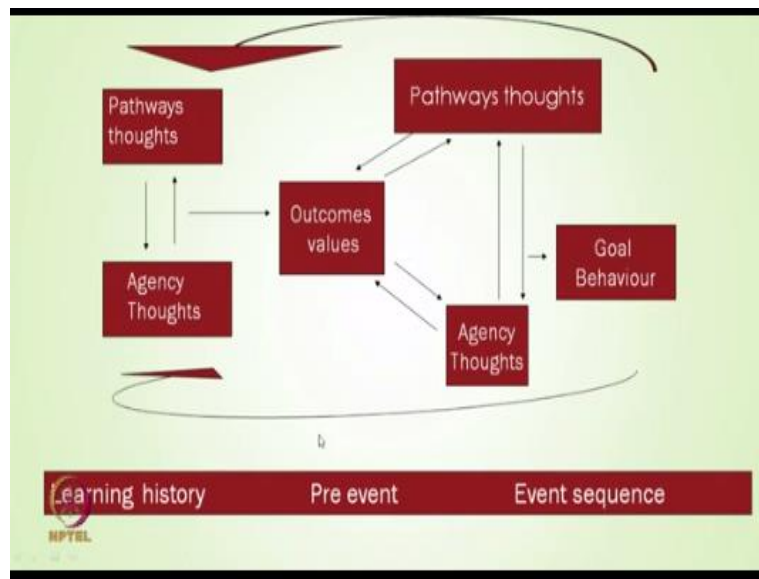 Pathways
thoughts
Pathways thoughts
Outcomes
values
Goal
Behaviour
Agency
Thoughts
Agency
Thoughts
Learning history Pre event Event sequence
NPTEL